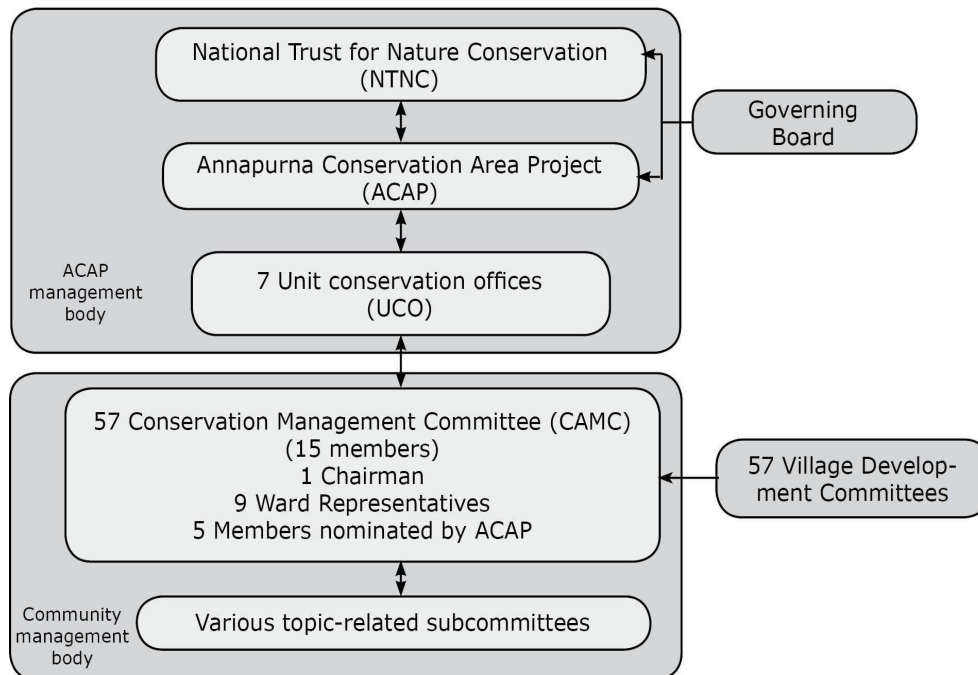 National Trust for Nature Conservation
(NTNC)
Governing
Board
Annapurna Conservation Area Project
(ACAP)
7 Unit conservation offices
(UCO)
ACAP
management
body
57 Conservation Management Committee (CAMC)
(15 members)
1 Chairman
9 Ward Representatives
5 Members nominated by ACAP
57 Village Develop-
ment Committees
Various topic-related subcommittees
Community
management
body